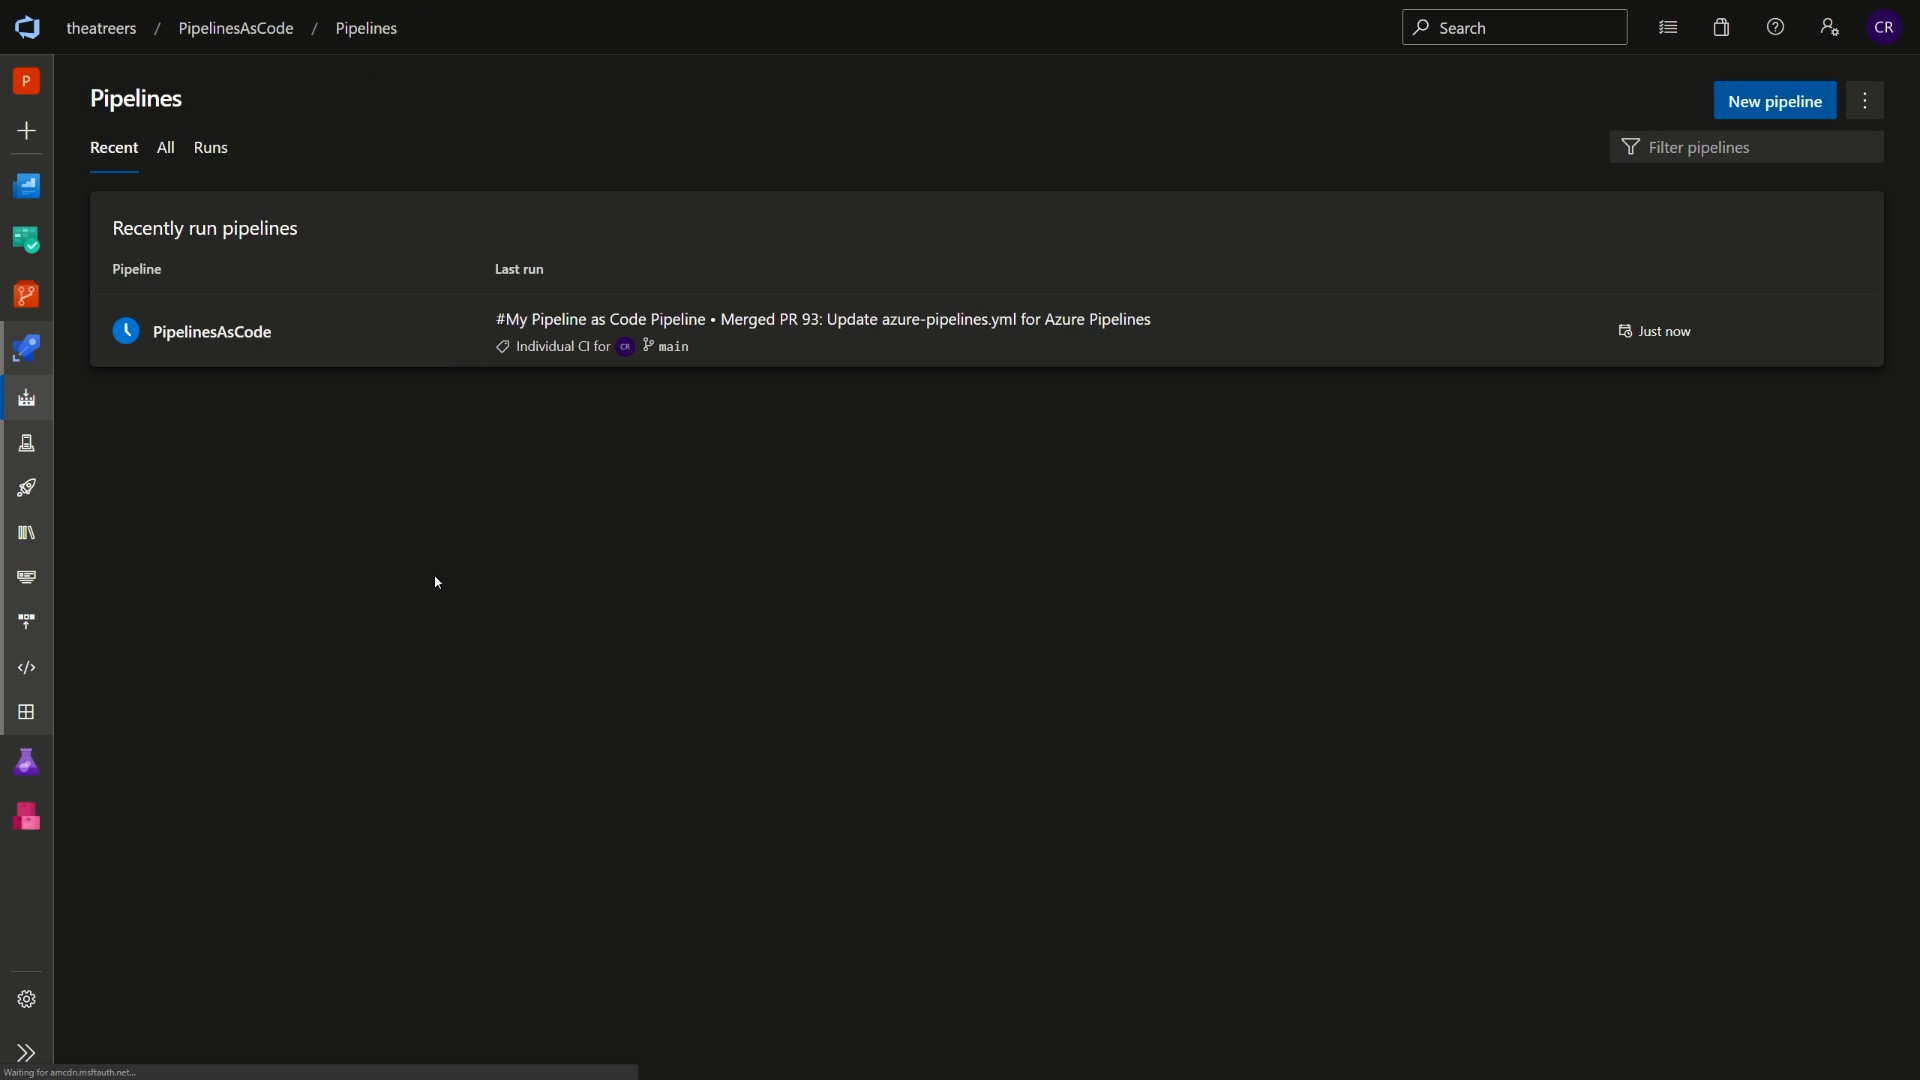 theatreers / PipelinesAsCode / Pipelines
Search
CR
P
Pipelines
New pipeline
Recent All Runs
Filter pipelines
Recently run pipelines
Pipeline Last run
PipelinesAsCode
#My Pipeline as Code Pipeline • Merged PR 93: Update azure-pipelines.yml for Azure Pipelines
Individual CI for CR main
Just now
Waiting for amcdn.msftauth.net...